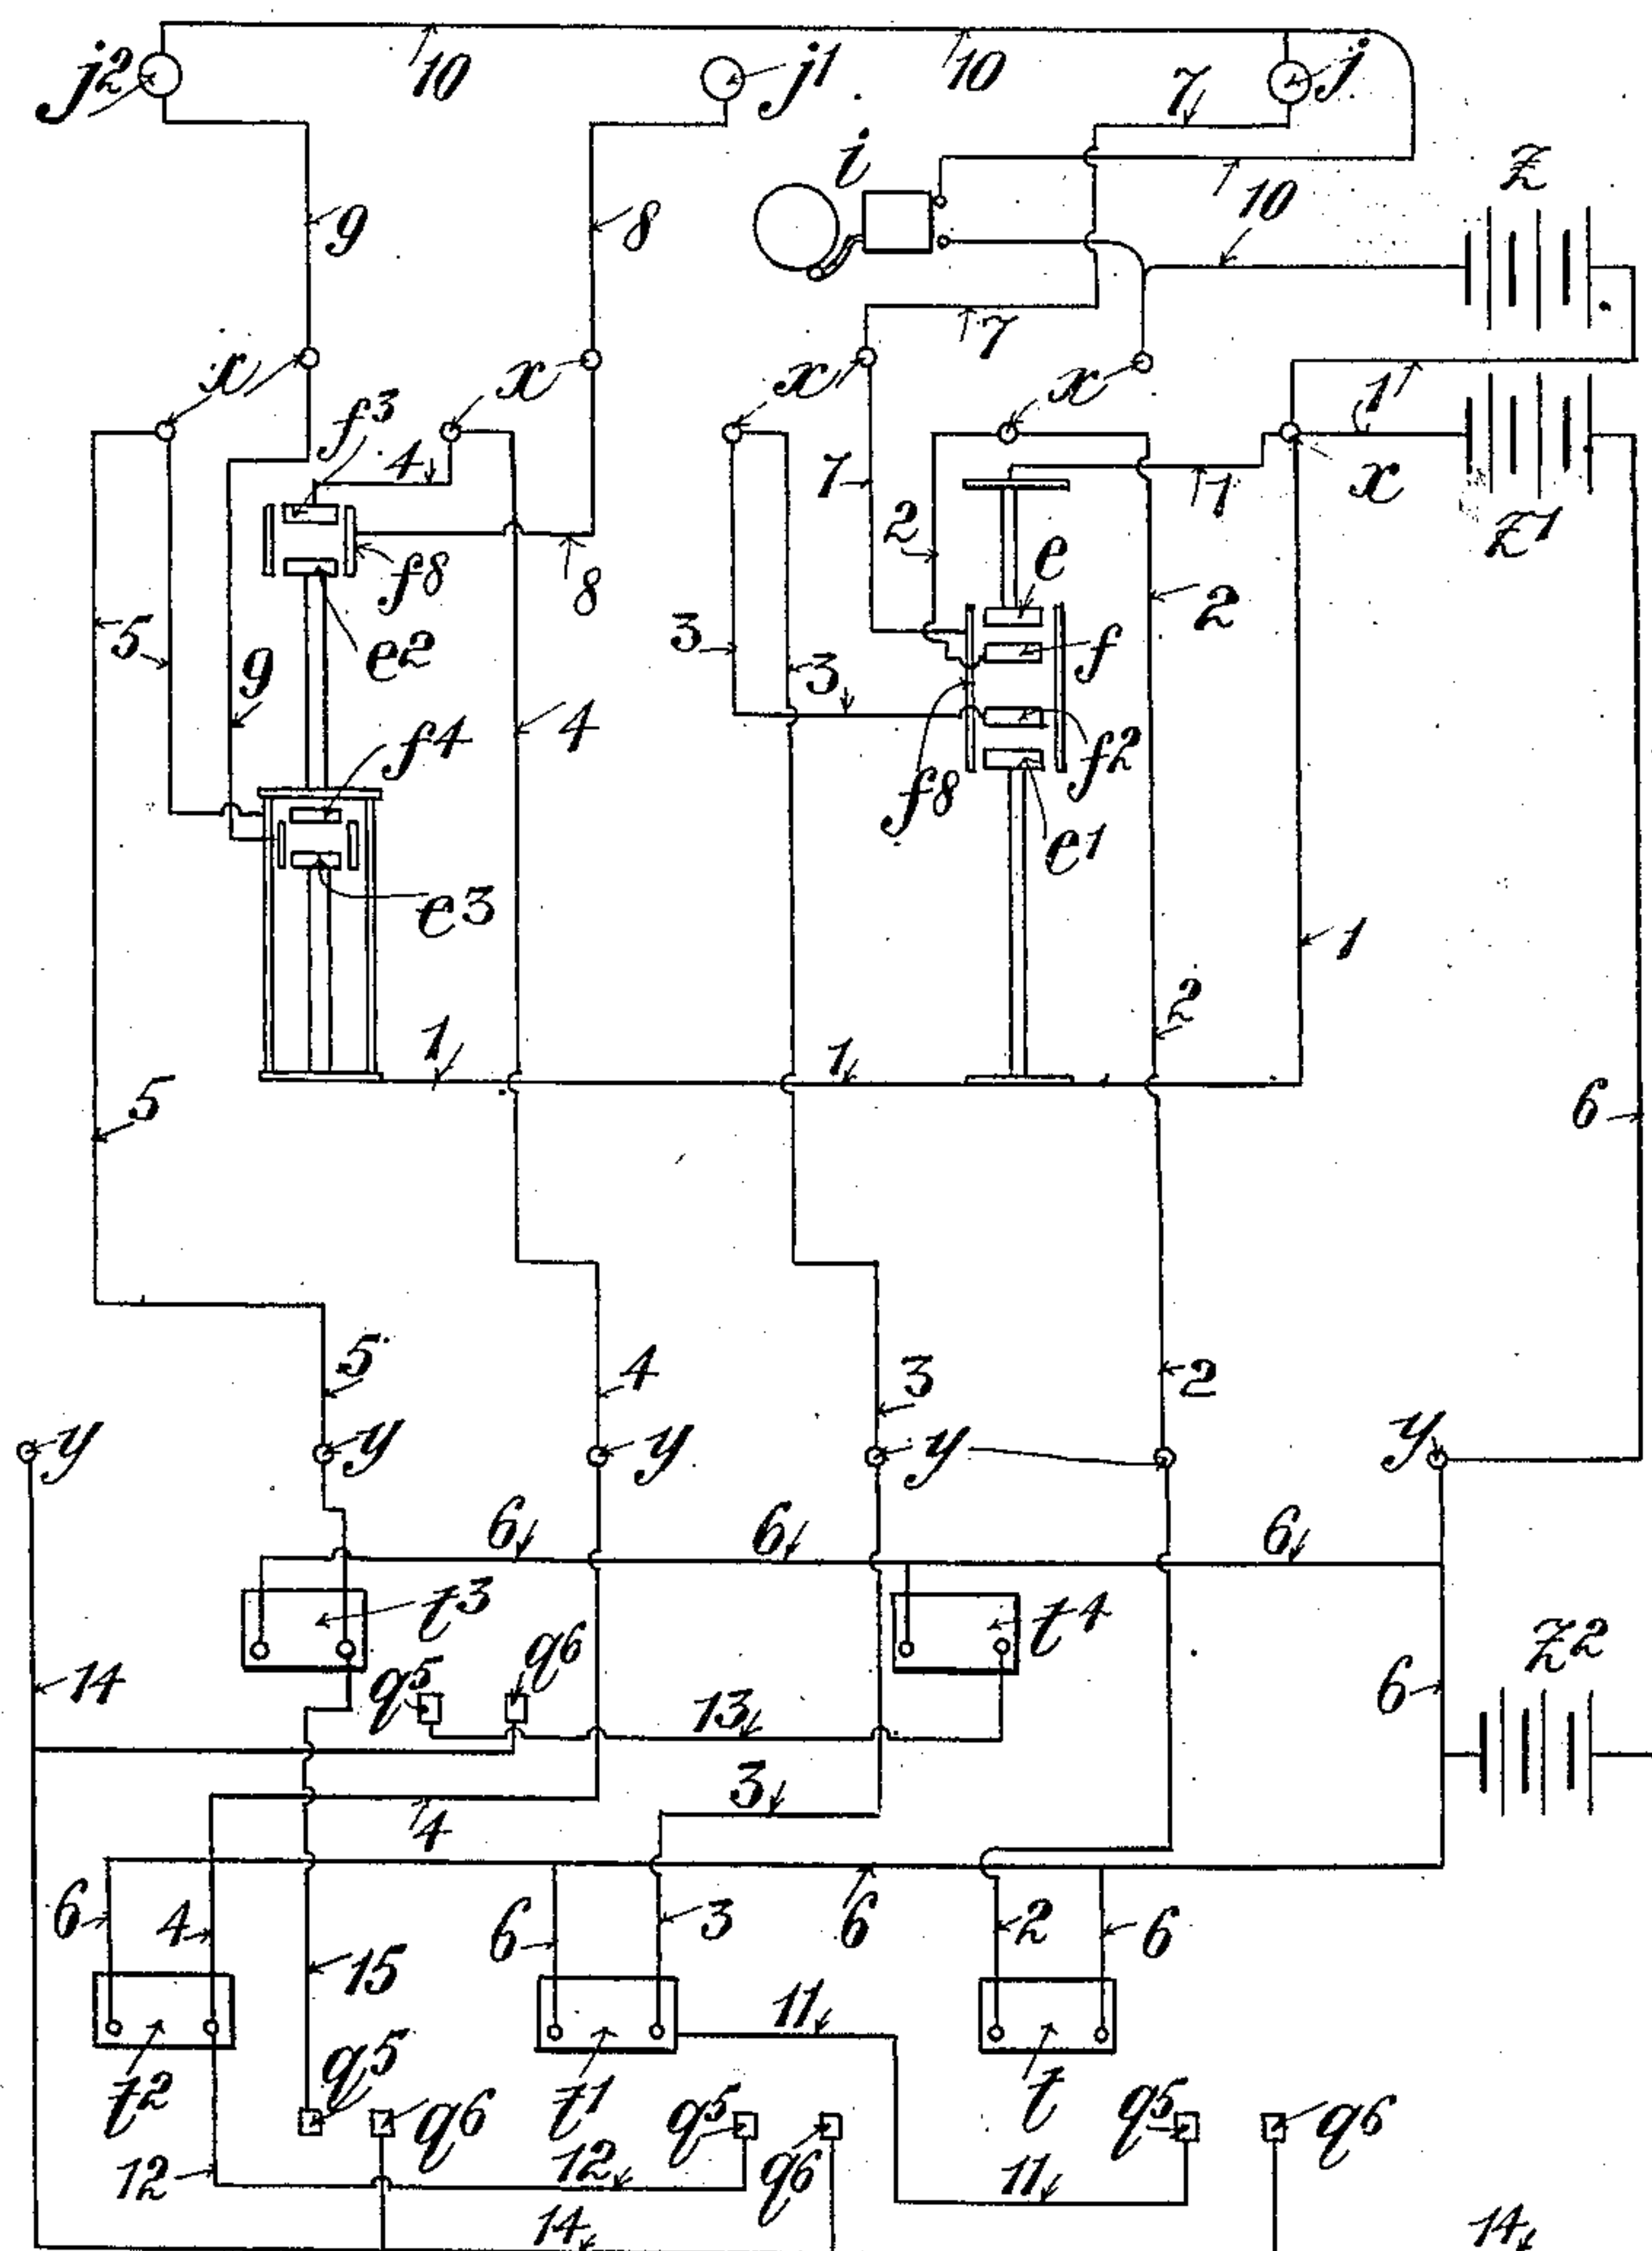 j2 10 j1 10 7 j
i z
9 8 10
7
x x x x 1
f3 4 7 2 1 x z1
f8 8 e
5 5 e2 3 3 2
9 f
4 f4 f8 f2
e1
e3
1
1 1 2
5 6
5 4 3 2
y y y y y
6 6 6
t3 t4 z2
14 q5 q6 13 6
3
4
6 4 15 6 3 6 2 6
11
t2 q5 q6 t1 q5 q6 t q5 q6
12 12 11
14 14